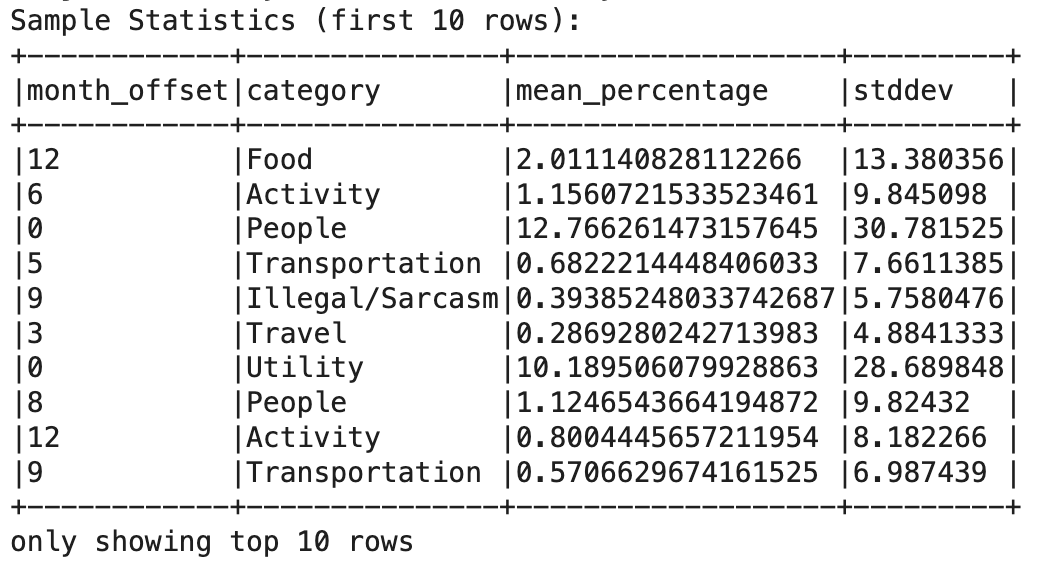 Sample Statistics (first 10 rows):
+------------+----------------+--------------------+---------+
|month_offset|category        |mean_percentage     |stddev   |
+------------+----------------+--------------------+---------+
|12          |Food            |2.011140828112266   |13.380356|
|6           |Activity        |1.1560721533523461  |9.845098 |
|0           |People          |12.766261473157645  |30.781525|
|5           |Transportation  |0.6822214448406033  |7.6611385|
|9           |Illegal/Sarcasm|0.39385248033742687|5.7580476|
|3           |Travel          |0.2869280242713983  |4.8841333|
|0           |Utility         |10.189506079928863  |28.689848|
|8           |People          |1.1246543664194872  |9.82432  |
|12          |Activity        |0.8004445657211954  |8.182266 |
|9           |Transportation  |0.5706629674161525  |6.987439 |
+------------+----------------+--------------------+---------+
only showing top 10 rows